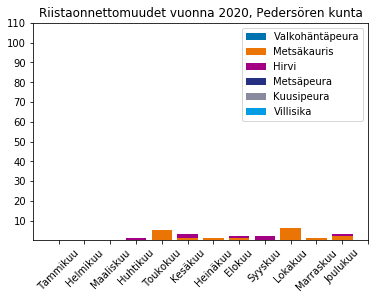 Riistaonnettomuudet vuonna 2020, Pedersören kunta
110
100
90
80
70
60
50
40
30
20
10
Valkohäntäpeura
Metsäkauris
Hirvi
Metsäpeura
Kuusipeura
Villisika
Tammikuu
Helmikuu
Maaliskuu
Huhtikuu
Toukokuu
Kesäkuu
Heinäkuu
Elokuu
Syyskuu
Lokakuu
Marraskuu
Joulukuu